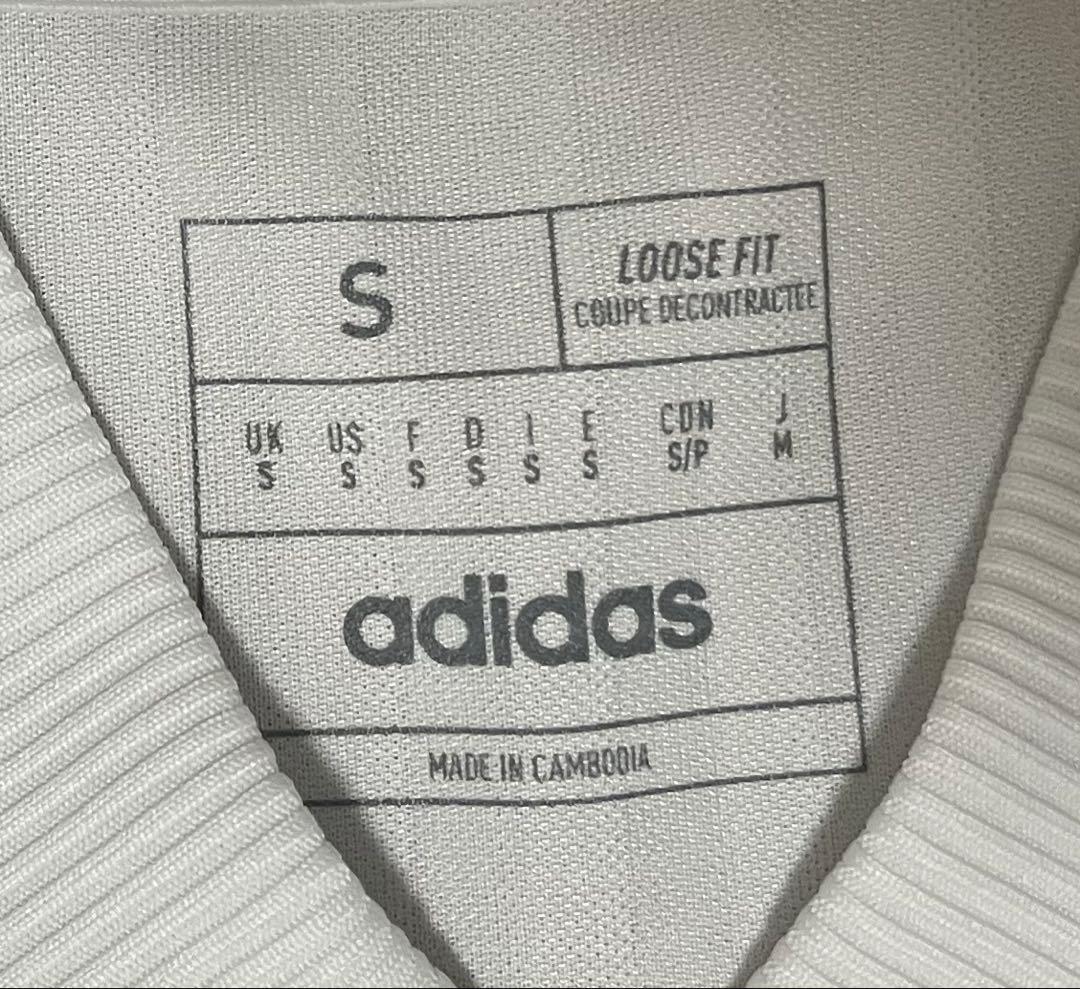 S
LOOSE FIT
COUPE DECONTRACTEE
UK US F D I E CDN J
S S S S S S S/P M
adidas
MADE IN CAMBODIA